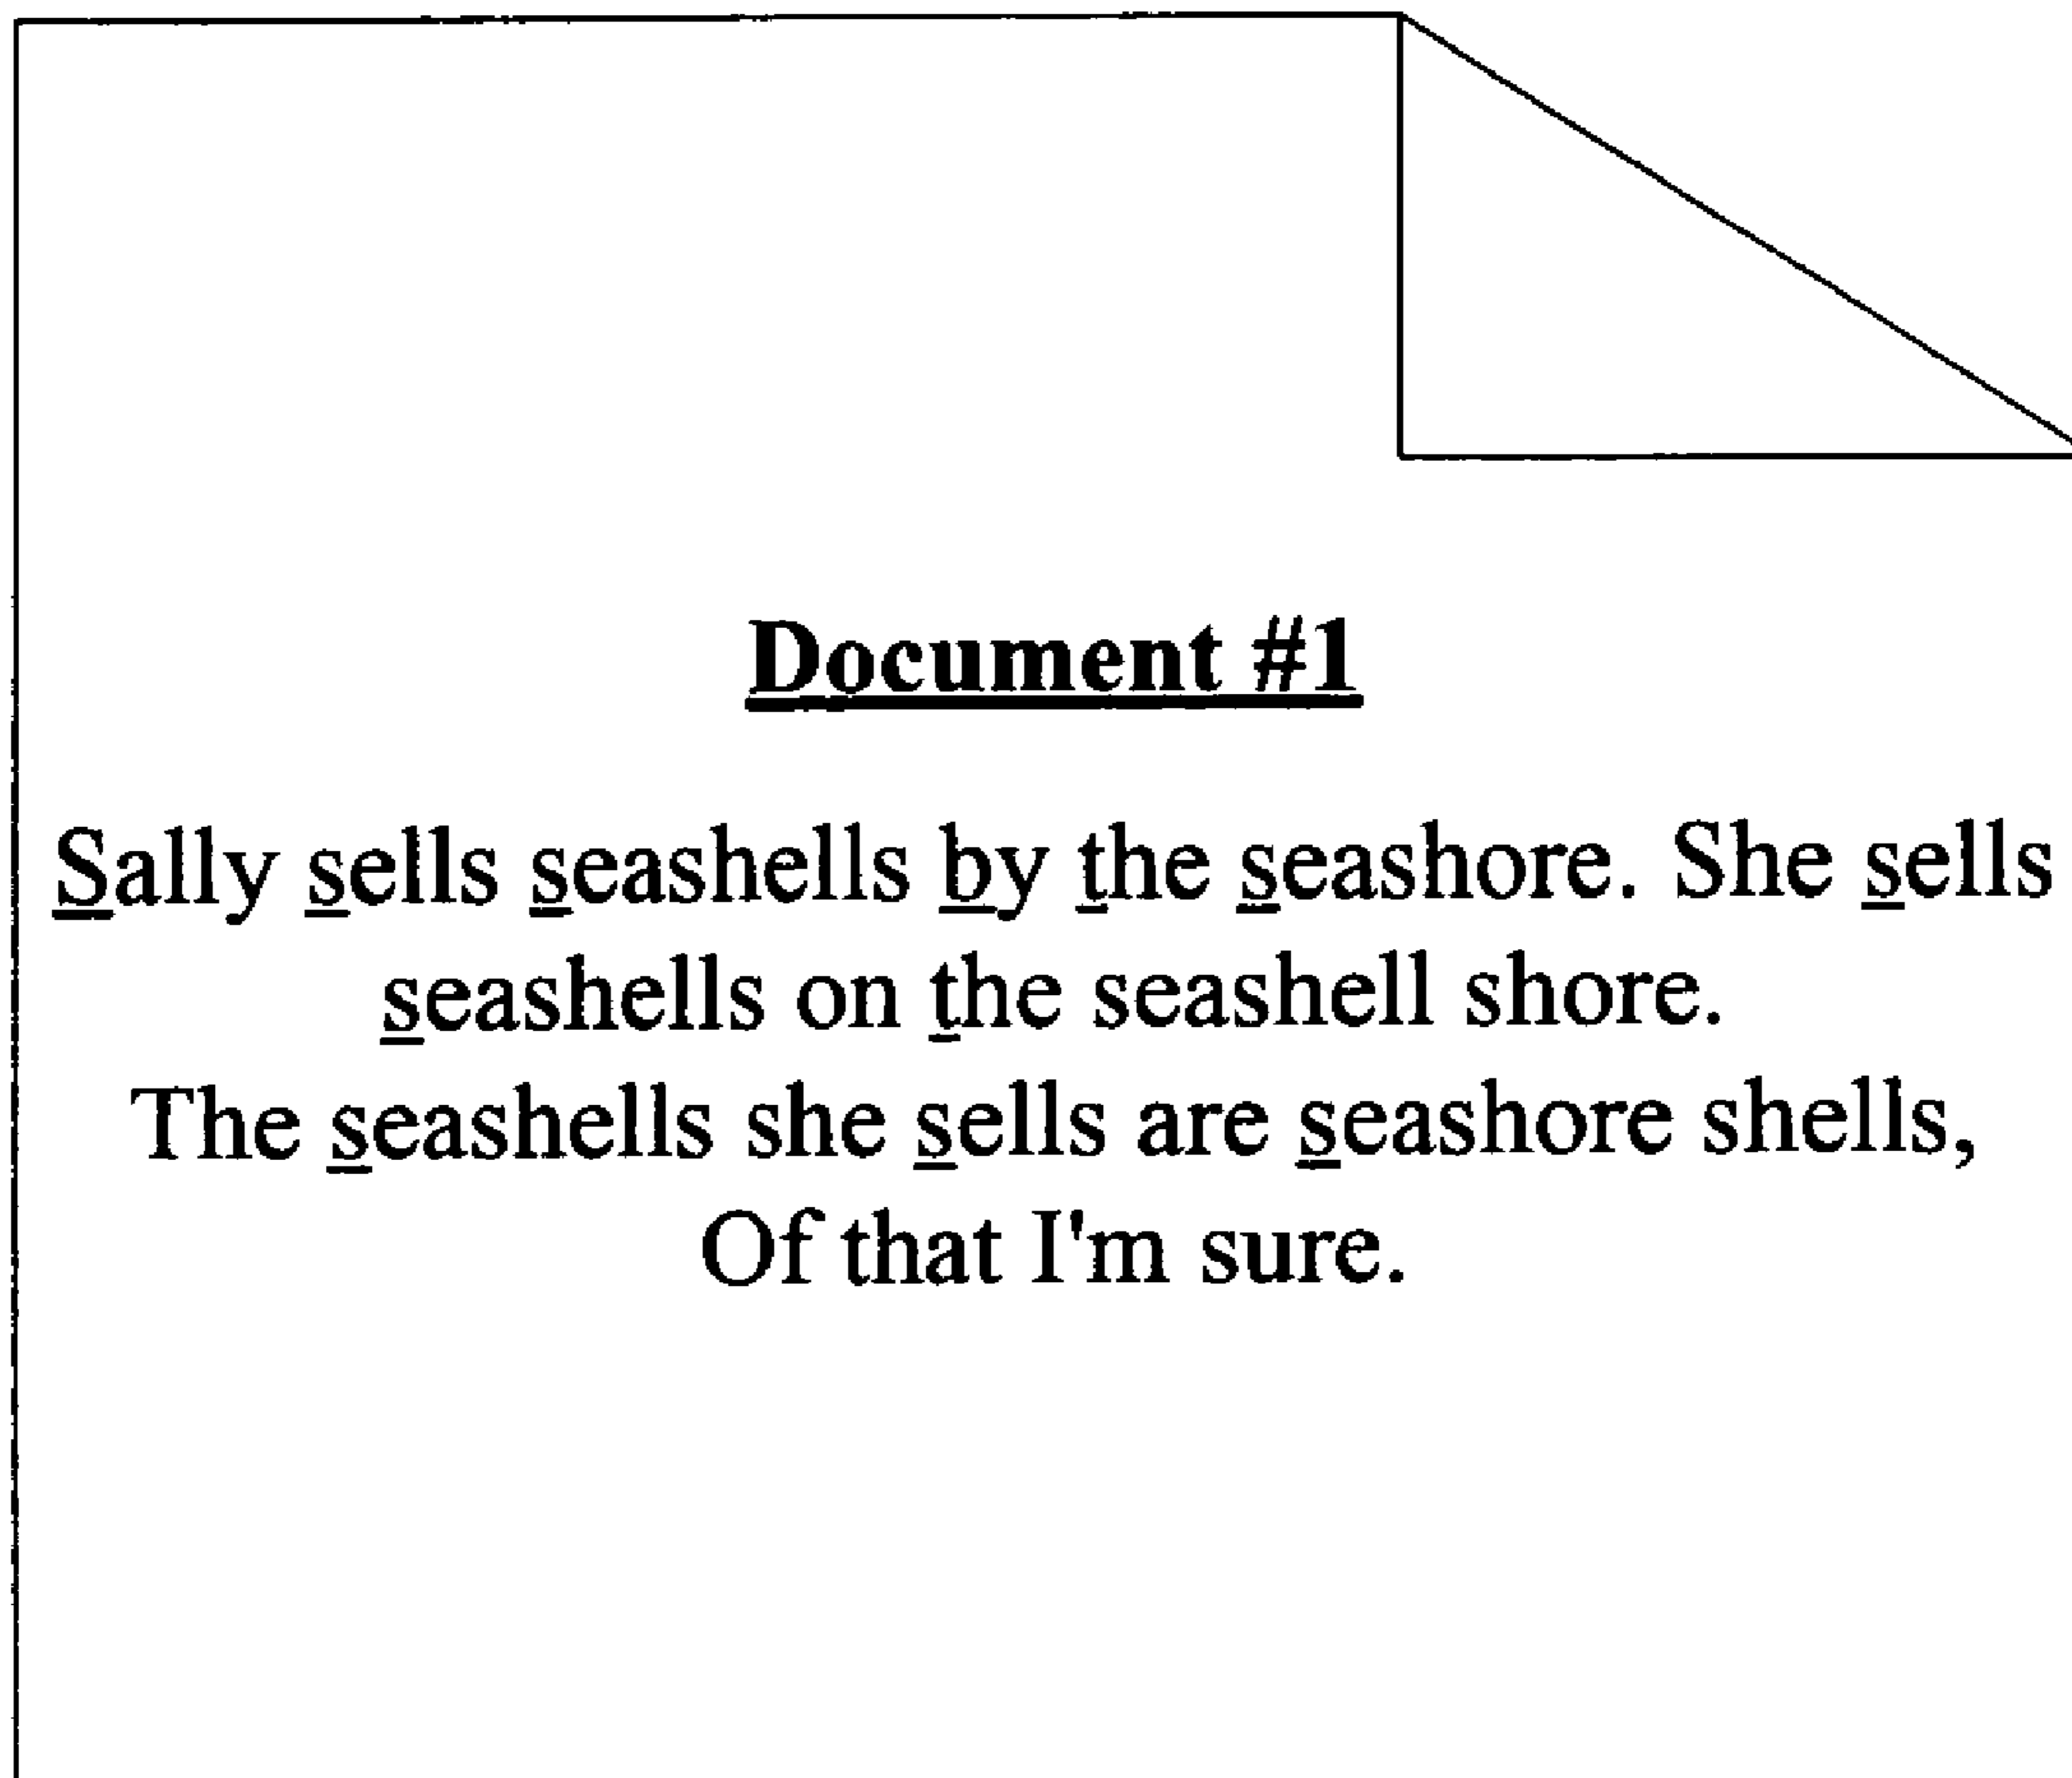 Document #1
Sally sells seashells by the seashore. She sells
seashells on the seashell shore.
The seashells she sells are seashore shells,
Of that I'm sure.